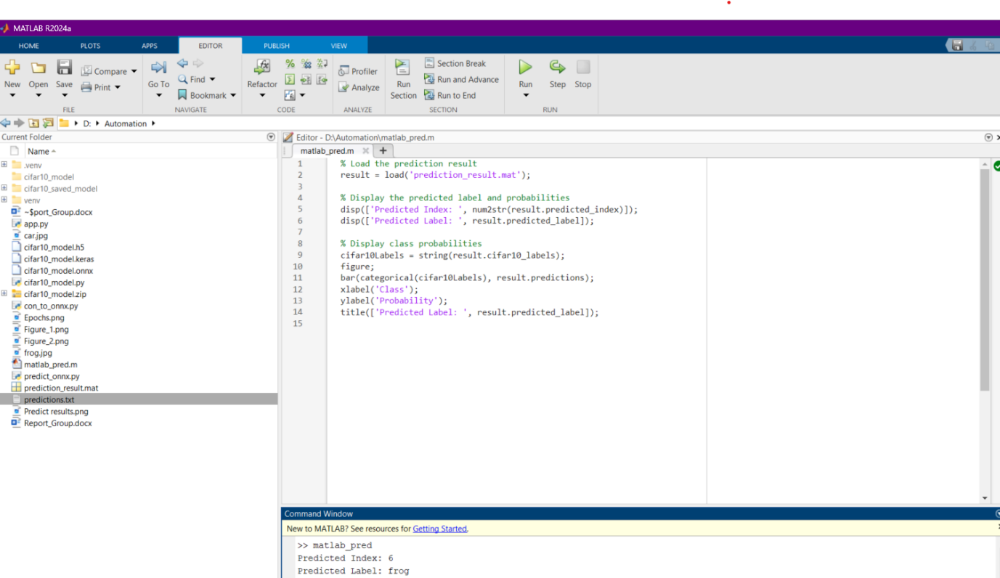 MATLAB R2024a
HOME PLOTS APPS EDITOR PUBLISH VIEW
New Open Save Compare Print
FILE
Go To Find Bookmark
NAVIGATE
Refactor
CODE
Profiler Analyze
ANALYZE
Run Section Section Break Run and Advance Run to End
SECTION
Run Step Stop
RUN
D: Automation
Current Folder
Name
.venv
cifar10_model
cifar10_saved_model
venv
~$port_Group.docx
app.py
car.jpg
cifar10_model.h5
cifar10_model.keras
cifar10_model.onnx
cifar10_model.py
cifar10_model.zip
con_to_onnx.py
Epochs.png
Figure_1.png
Figure_2.png
frog.jpg
matlab_pred.m
predict_onnx.py
prediction_result.mat
predictions.txt
Predict results.png
Report_Group.docx
Editor - D:\Automation\matlab_pred.m
matlab_pred.m
1 % Load the prediction result
2 result = load('prediction_result.mat');
3
4 % Display the predicted label and probabilities
5 disp(['Predicted Index: ', num2str(result.predicted_index)]);
6 disp(['Predicted Label: ', result.predicted_label]);
7
8 % Display class probabilities
9 cifar10Labels = string(result.cifar10_labels);
10 figure;
11 bar(categorical(cifar10Labels), result.predictions);
12 xlabel('Class');
13 ylabel('Probability');
14 title(['Predicted Label: ', result.predicted_label]);
15
Command Window
New to MATLAB? See resources for Getting Started.
>> matlab_pred
Predicted Index: 6
Predicted Label: frog